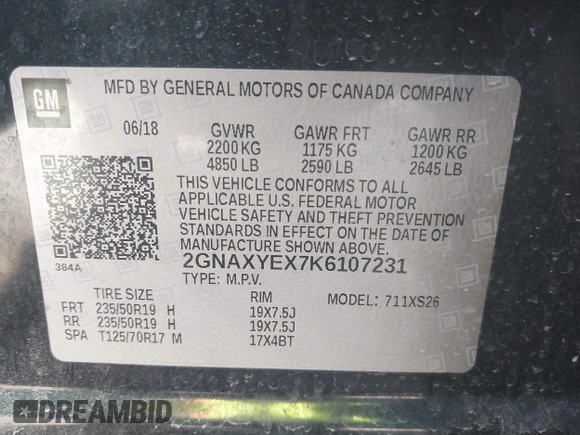 GM
MFD BY GENERAL MOTORS OF CANADA COMPANY
06/18 GVWR GAWR FRT GAWR RR
2200 KG 1175 KG 1200 KG
4850 LB 2590 LB 2645 LB
THIS VEHICLE CONFORMS TO ALL
APPLICABLE U.S. FEDERAL MOTOR
VEHICLE SAFETY AND THEFT PREVENTION
STANDARDS IN EFFECT ON THE DATE OF
MANUFACTURE SHOWN ABOVE.
384A 2GNAXYEX7K6107231
TYPE: M.P.V.
TIRE SIZE RIM MODEL: 711XS26
FRT 235/50R19 H 19X7.5J
RR 235/50R19 H 19X7.5J
SPA T125/70R17 M 17X4BT
DREAMBID